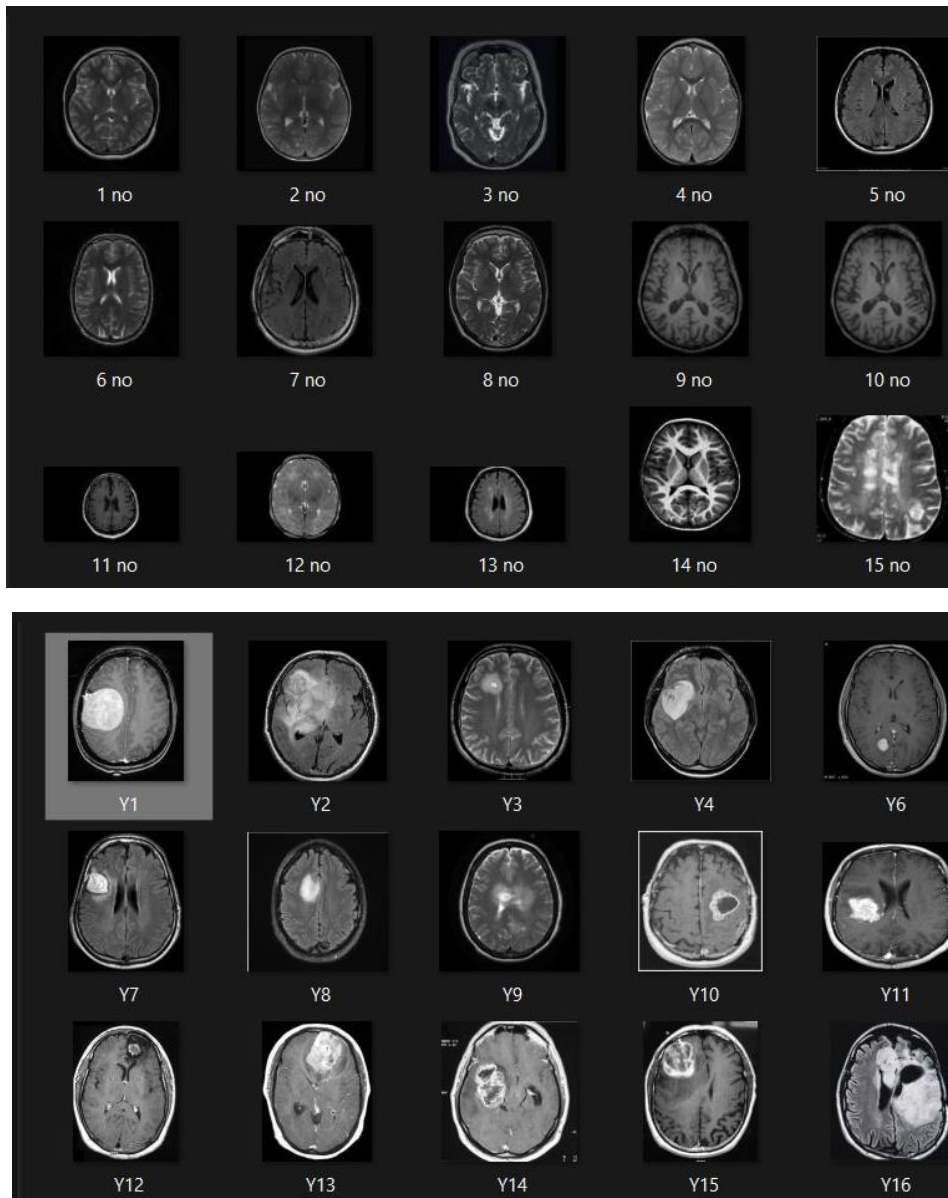 1 no 2 no 3 no 4 no 5 no
6 no 7 no 8 no 9 no 10 no
11 no 12 no 13 no 14 no 15 no
Y1 Y2 Y3 Y4 Y6
Y7 Y8 Y9 Y10 Y11
Y12 Y13 Y14 Y15 Y16